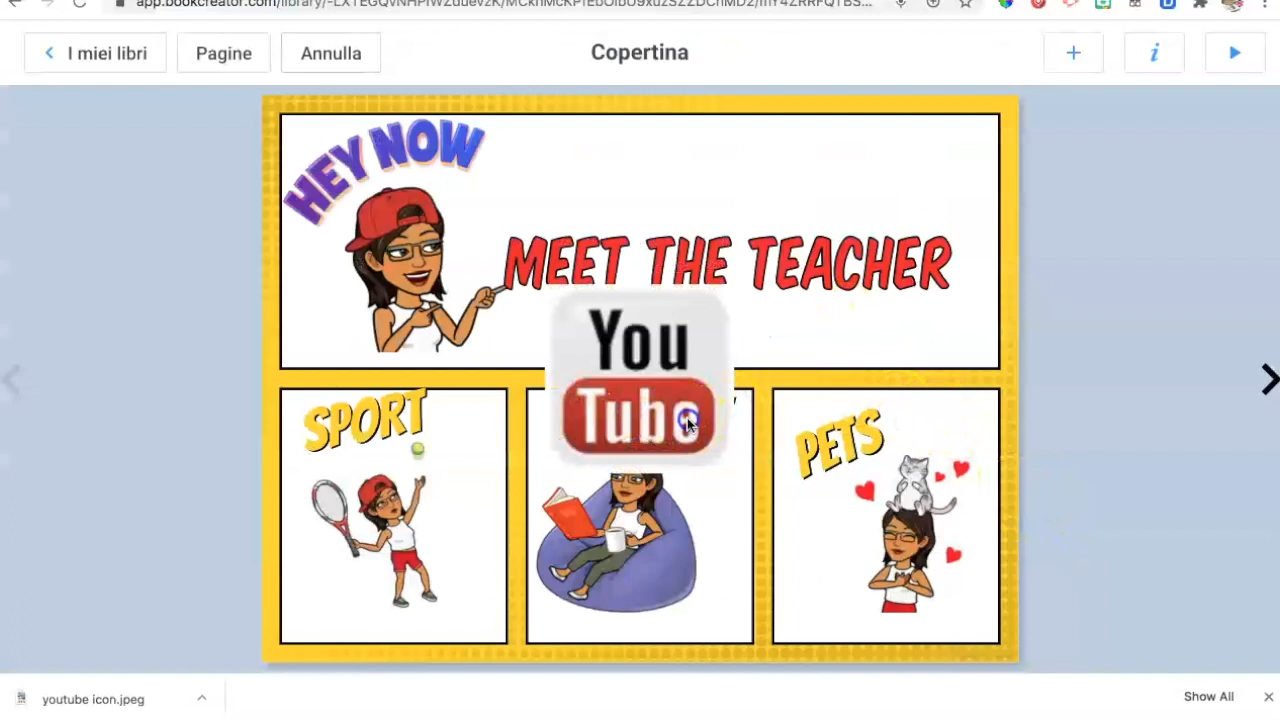 I miei libri
Pagine
Annulla
Copertina
HEY NOW
MEET THE TEACHER
You
Tube
SPORT
PETS
youtube icon.jpeg
Show All